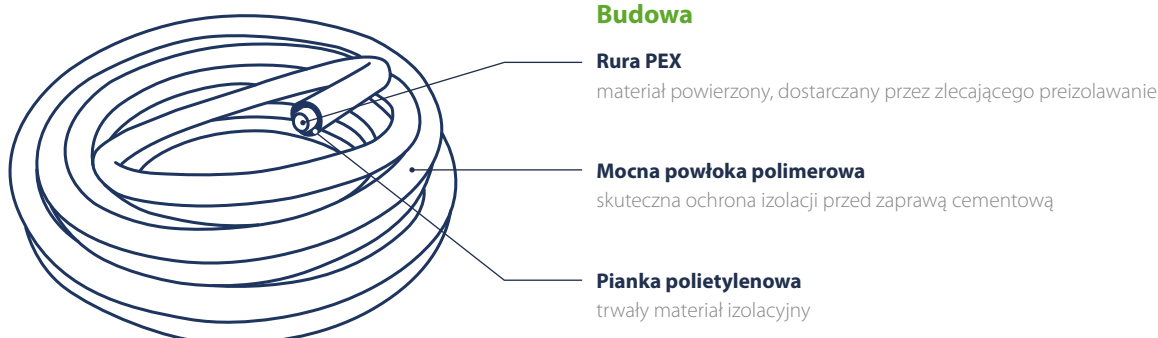 Budowa
Rura PEX
materiał powierzony, dostarczany przez zlecającego preizolawanie
Mocna powłoka polimerowa
skuteczna ochrona izolacji przed zaprawą cementową
Pianka polietylenowa
trwały materiał izolacyjny